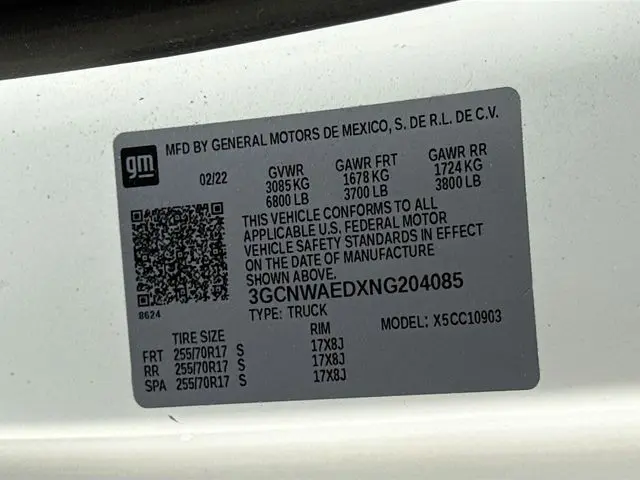 gm
MFD BY GENERAL MOTORS DE MEXICO, S. DE R.L. DE C.V.
02/22
GVWR GAWR FRT GAWR RR
3085 KG 1678 KG 1724 KG
6800 LB 3700 LB 3800 LB
THIS VEHICLE CONFORMS TO ALL
APPLICABLE U.S. FEDERAL MOTOR
VEHICLE SAFETY STANDARDS IN EFFECT
ON THE DATE OF MANUFACTURE
SHOWN ABOVE.
3GCNWAEDXNG204085
8624
TYPE: TRUCK
MODEL: X5CC10903
TIRE SIZE RIM
FRT 255/70R17 S 17X8J
RR 255/70R17 S 17X8J
SPA 255/70R17 S 17X8J